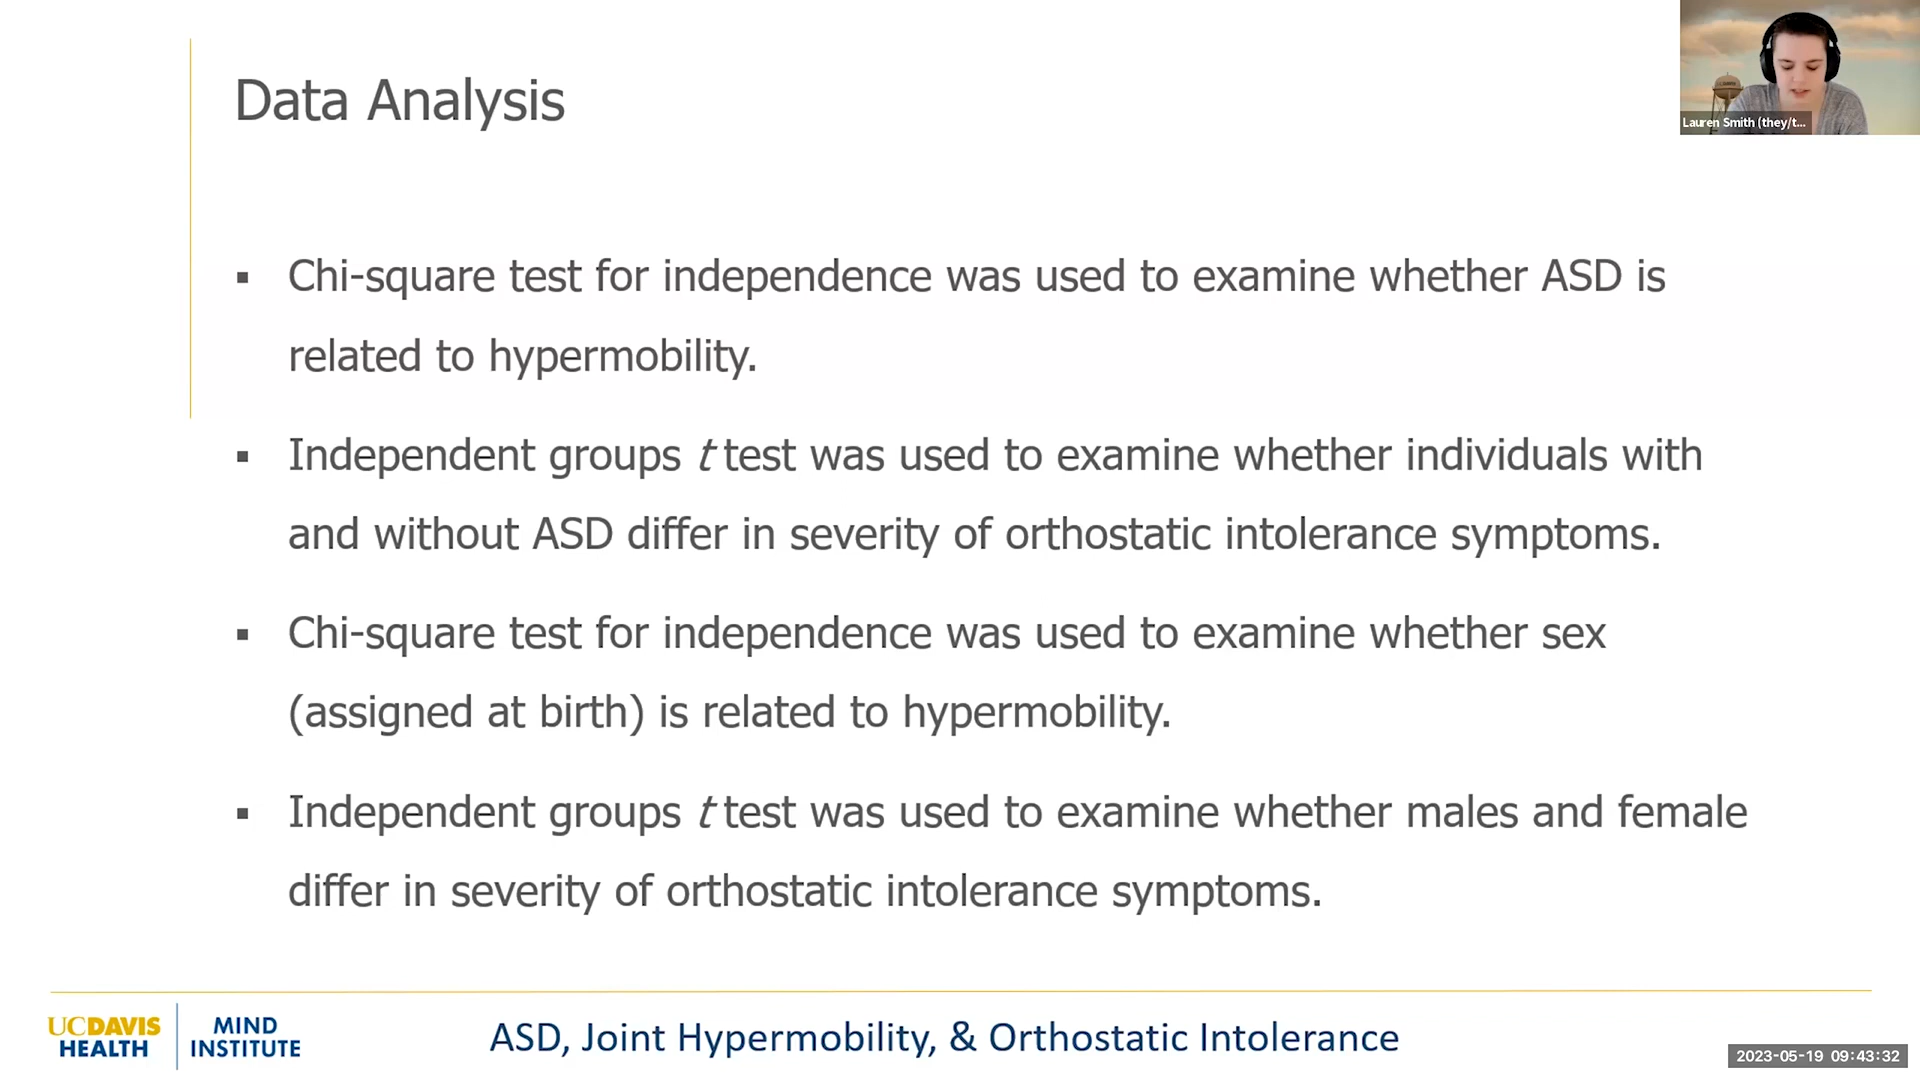 Data Analysis
Lauren Smith (they/t...
▪ Chi-square test for independence was used to examine whether ASD is
related to hypermobility.
▪ Independent groups t test was used to examine whether individuals with
and without ASD differ in severity of orthostatic intolerance symptoms.
▪ Chi-square test for independence was used to examine whether sex
(assigned at birth) is related to hypermobility.
▪ Independent groups t test was used to examine whether males and female
differ in severity of orthostatic intolerance symptoms.
UCDAVIS
HEALTH
MIND
INSTITUTE
ASD, Joint Hypermobility, & Orthostatic Intolerance
2023-05-19 09:43:32